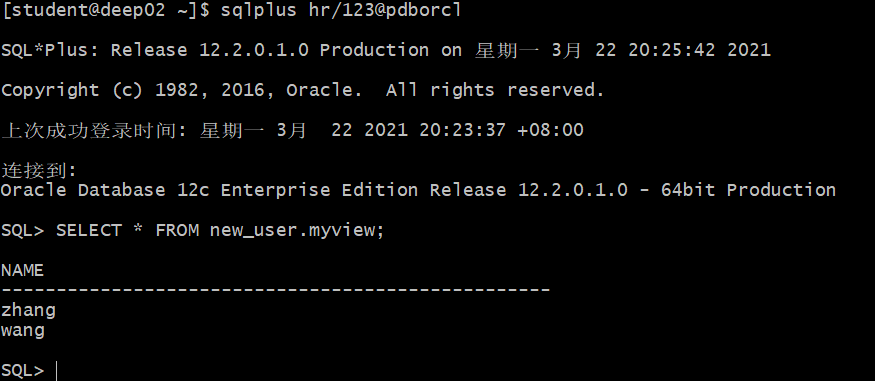 [student@deep02 ~]$ sqlplus hr/123@pdborcl
SQL*Plus: Release 12.2.0.1.0 Production on 星期一 3月 22 20:25:42 2021
Copyright (c) 1982, 2016, Oracle.  All rights reserved.
上次成功登录时间: 星期一 3月  22 2021 20:23:37 +08:00
连接到:
Oracle Database 12c Enterprise Edition Release 12.2.0.1.0 - 64bit Production
SQL> SELECT * FROM new_user.myview;
NAME
--------------------------------------------------
zhang
wang
SQL>